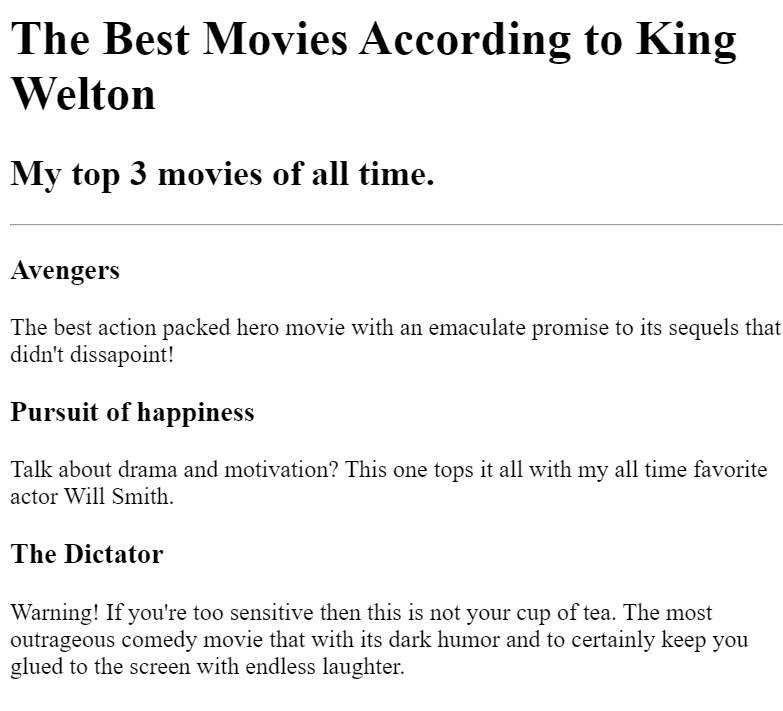 The Best Movies According to King
Welton
My top 3 movies of all time.
Avengers
The best action packed hero movie with an emaculate promise to its sequels that
didn't dissapoint!
Pursuit of happiness
Talk about drama and motivation? This one tops it all with my all time favorite
actor Will Smith.
The Dictator
Warning! If you're too sensitive then this is not your cup of tea. The most
outrageous comedy movie that with its dark humor and to certainly keep you
glued to the screen with endless laughter.